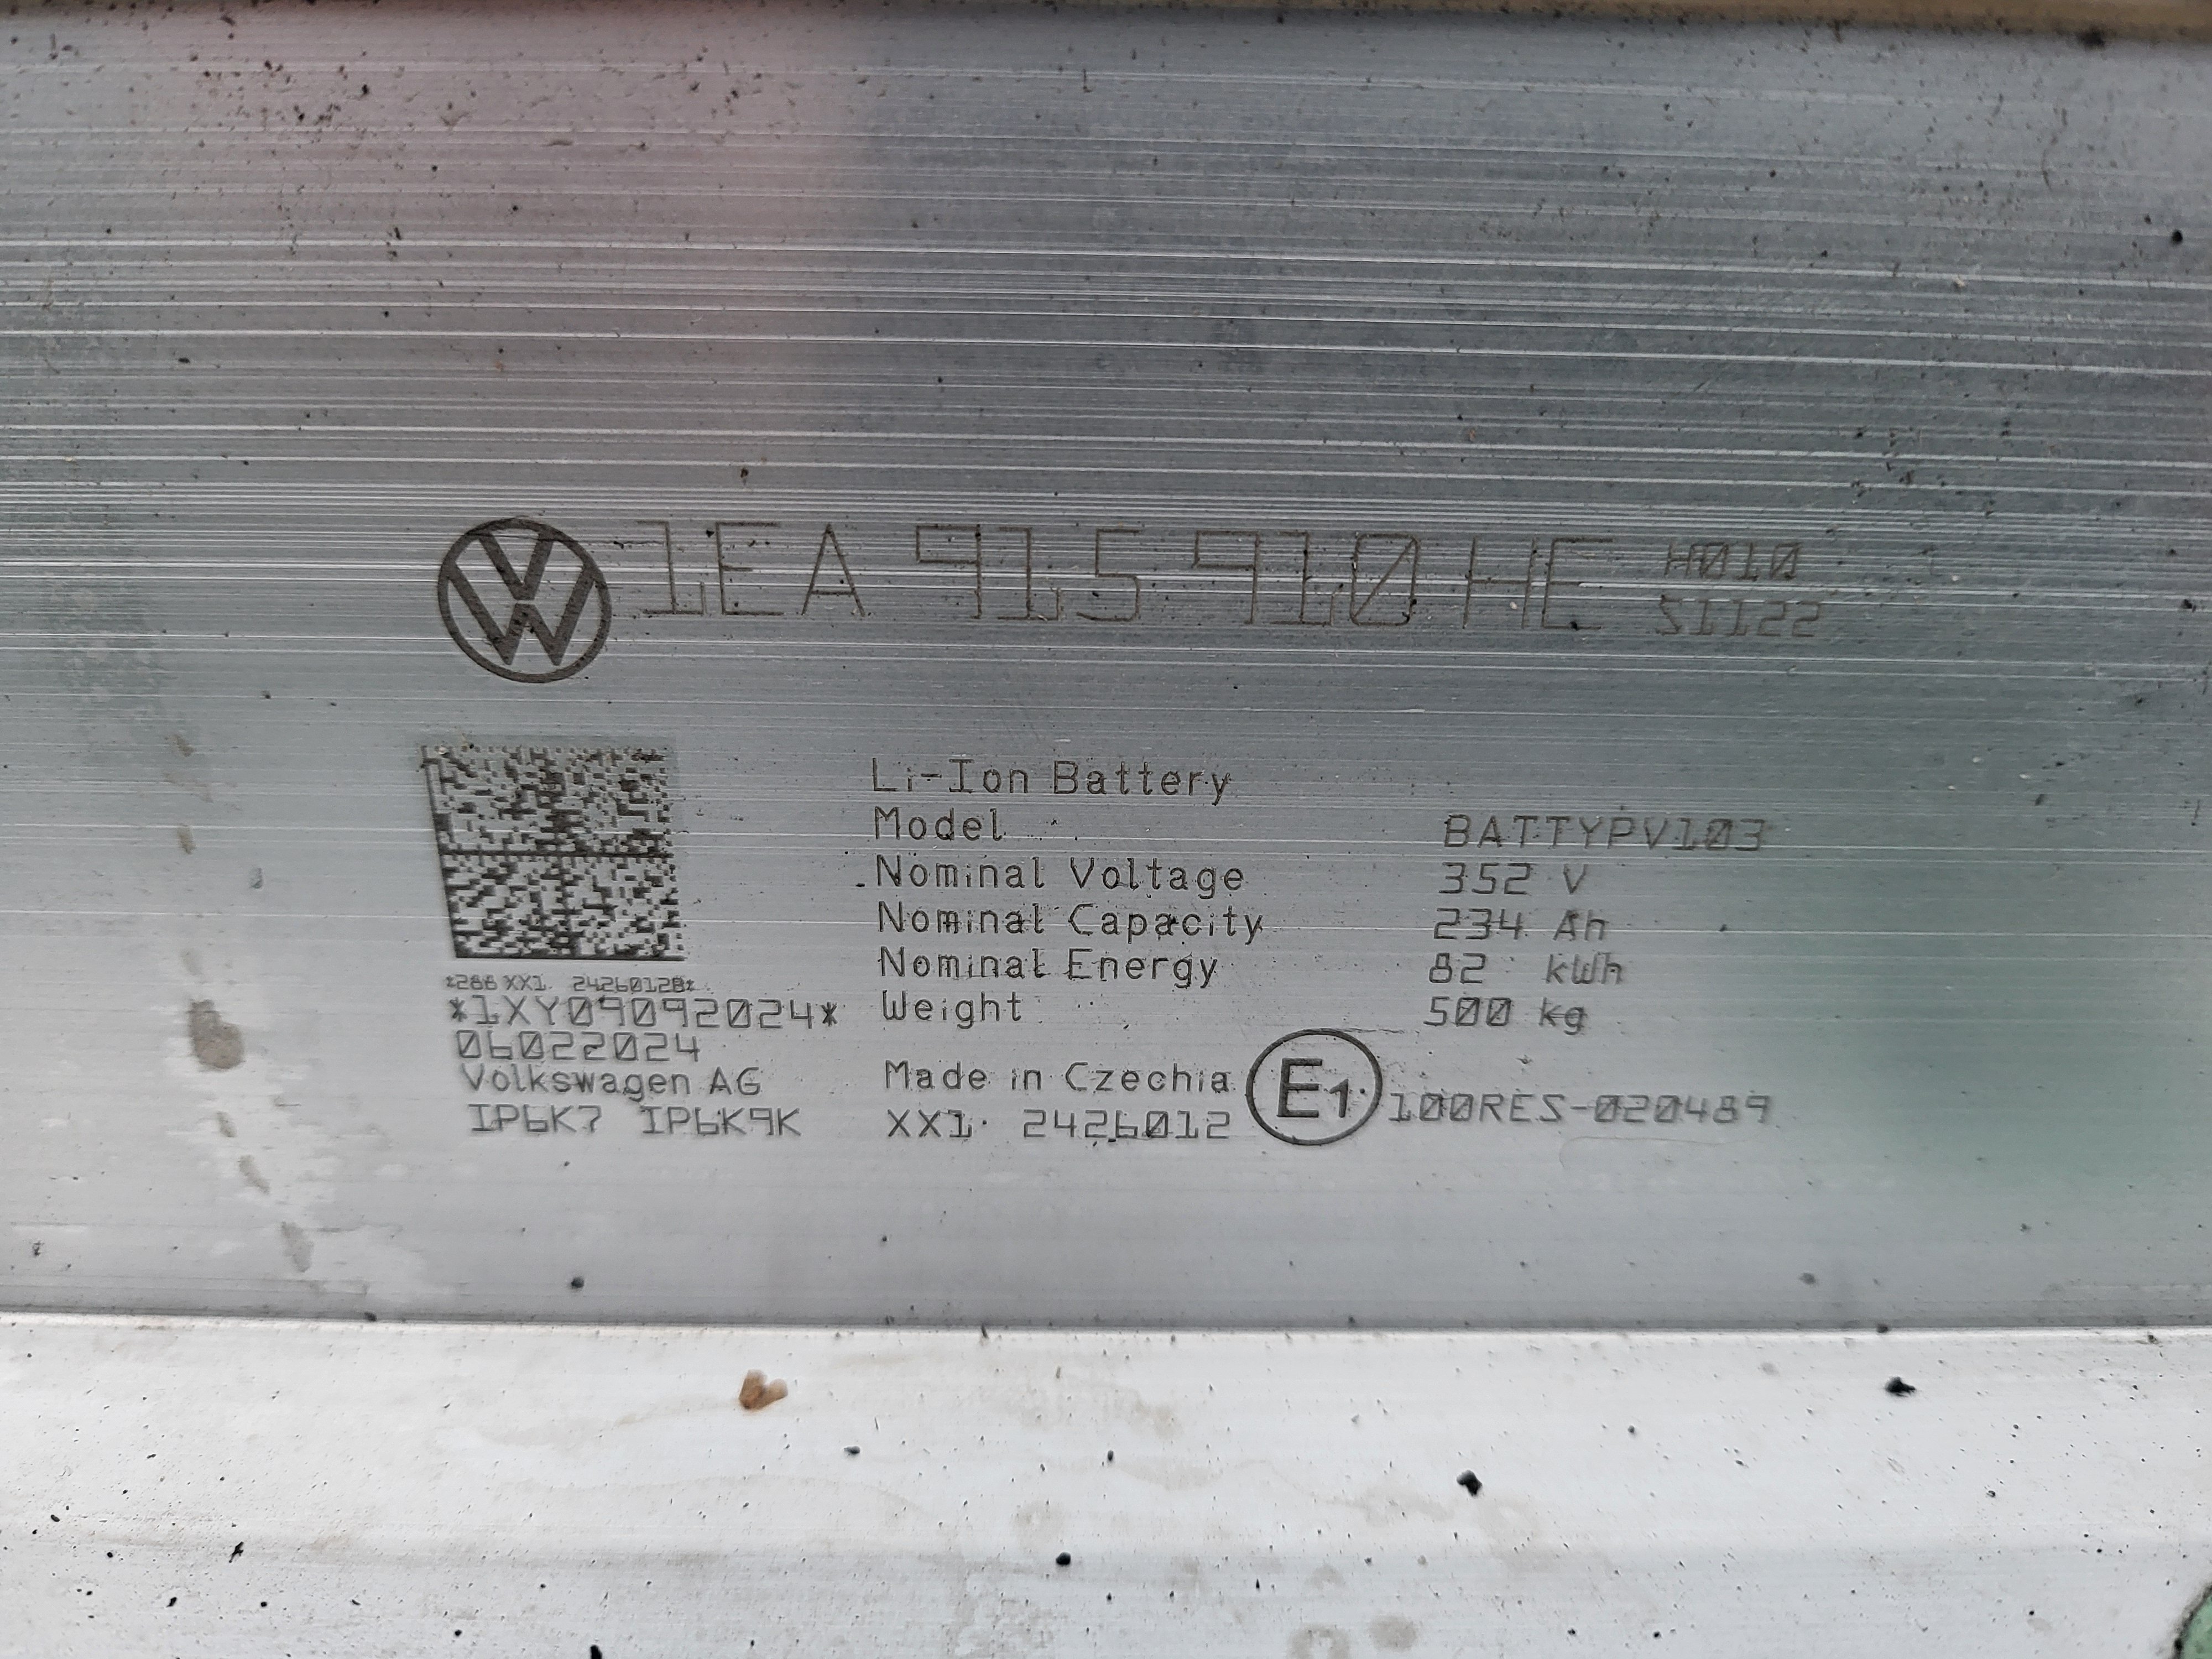 1EA 915 910 HE
H010
Li-Ion Battery
Model BATTYPV103
Nominal Voltage 352 V
Nominal Capacity 234 Ah
Nominal Energy 82 kWh
Weight 500 kg
*1XY09092024*
06022024
Volkswagen AG
IP6K7 IP6K9K
Made in Czechia
XX1 2426012
E1 100RES-020489